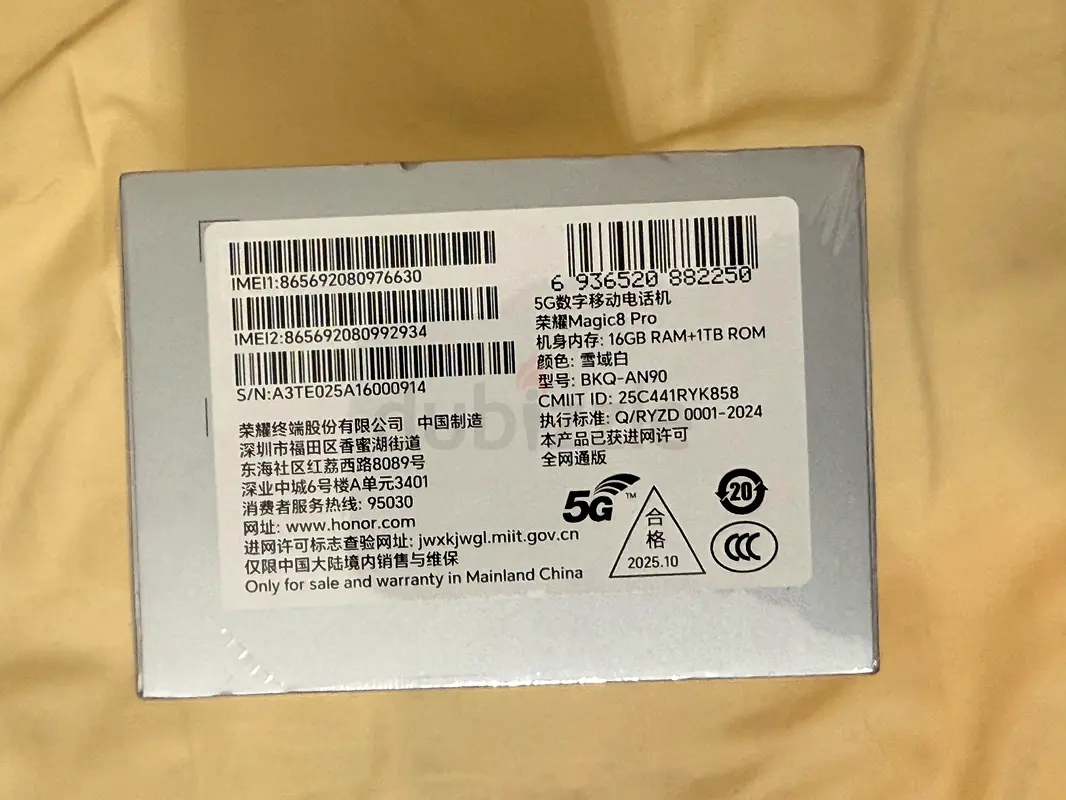 IMEI1:865692080976630
IMEI2:865692080992934
S/N:A3TE025A16000914
荣耀终端股份有限公司 中国制造
深圳市福田区香蜜湖街道
东海社区红荔西路8089号
深业中城6号楼A单元3401
消费者服务热线: 95030
网址: www.honor.com
进网许可标志查验网址: jwxkjwgl.miit.gov.cn
仅限中国大陆境内销售与维保
Only for sale and warranty in Mainland China
6 936520 882250
5G数字移动电话机
荣耀Magic8 Pro
机身内存: 16GB RAM+1TB ROM
颜色: 雪域白
型号: BKQ-AN90
CMIIT ID: 25C441RYK858
执行标准: Q/RYZD 0001-2024
本产品已获进网许可
全网通版
5G™
合格
2025.10
20
CCC